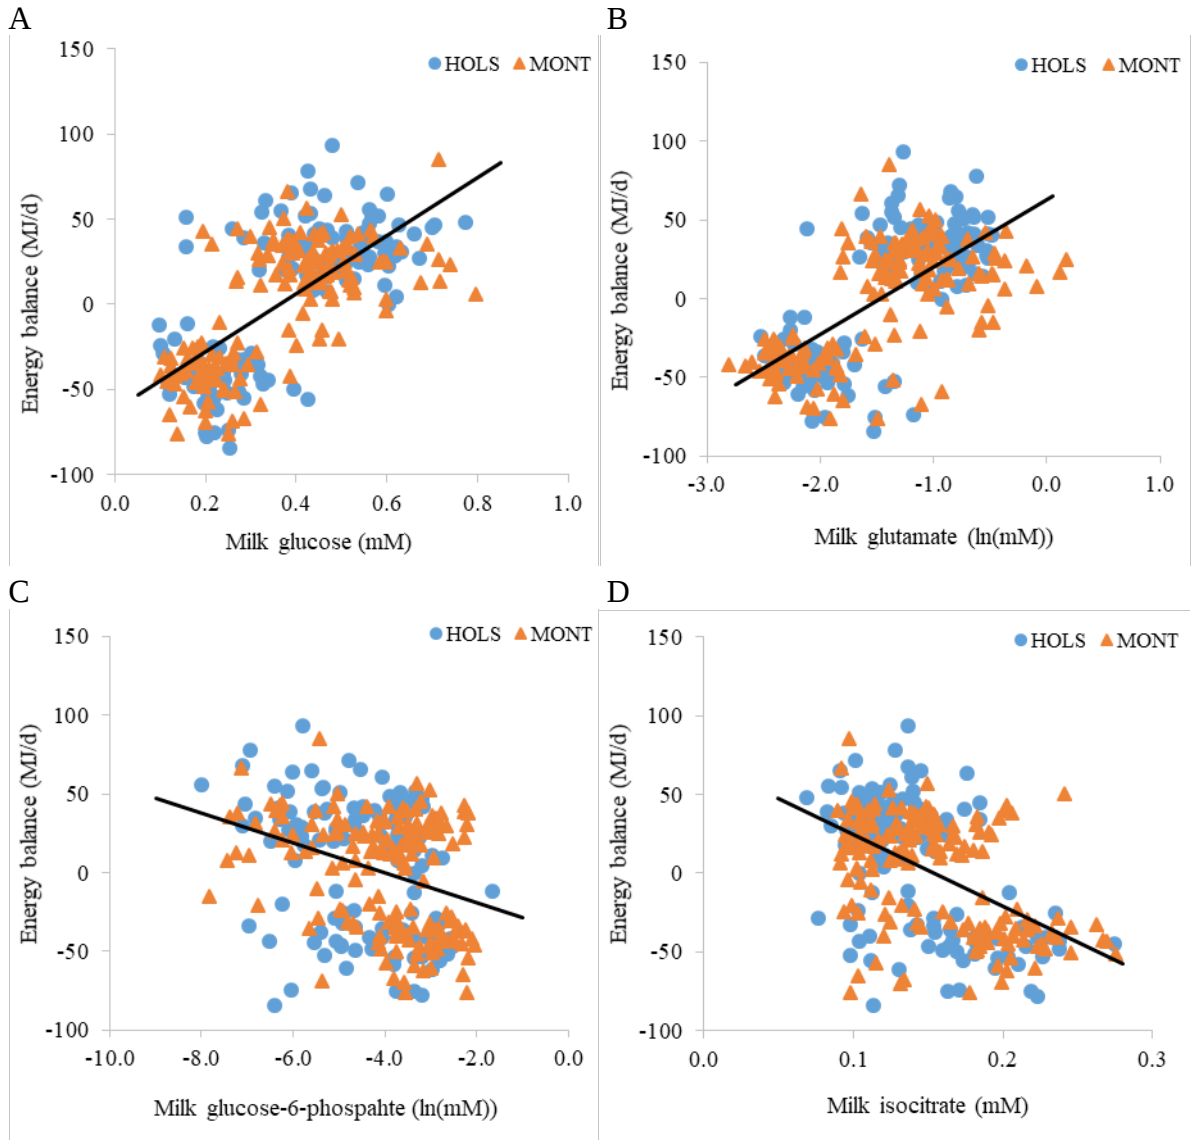 A
150
HOLS MONT
100
50
0
-50
-100
0.0 0.2 0.4 0.6 0.8 1.0
Energy balance (MJ/d)
Milk glucose (mM)
B
150
HOLS MONT
100
50
0
-50
-100
-3.0 -2.0 -1.0 0.0 1.0
Energy balance (MJ/d)
Milk glutamate (ln(mM))
C
150
HOLS MONT
100
50
0
-50
-100
-10.0 -8.0 -6.0 -4.0 -2.0 0.0
Energy balance (MJ/d)
Milk glucose-6-phospahte (ln(mM))
D
150
HOLS MONT
100
50
0
-50
-100
0.0 0.1 0.2 0.3
Energy balance (MJ/d)
Milk isocitrate (mM)